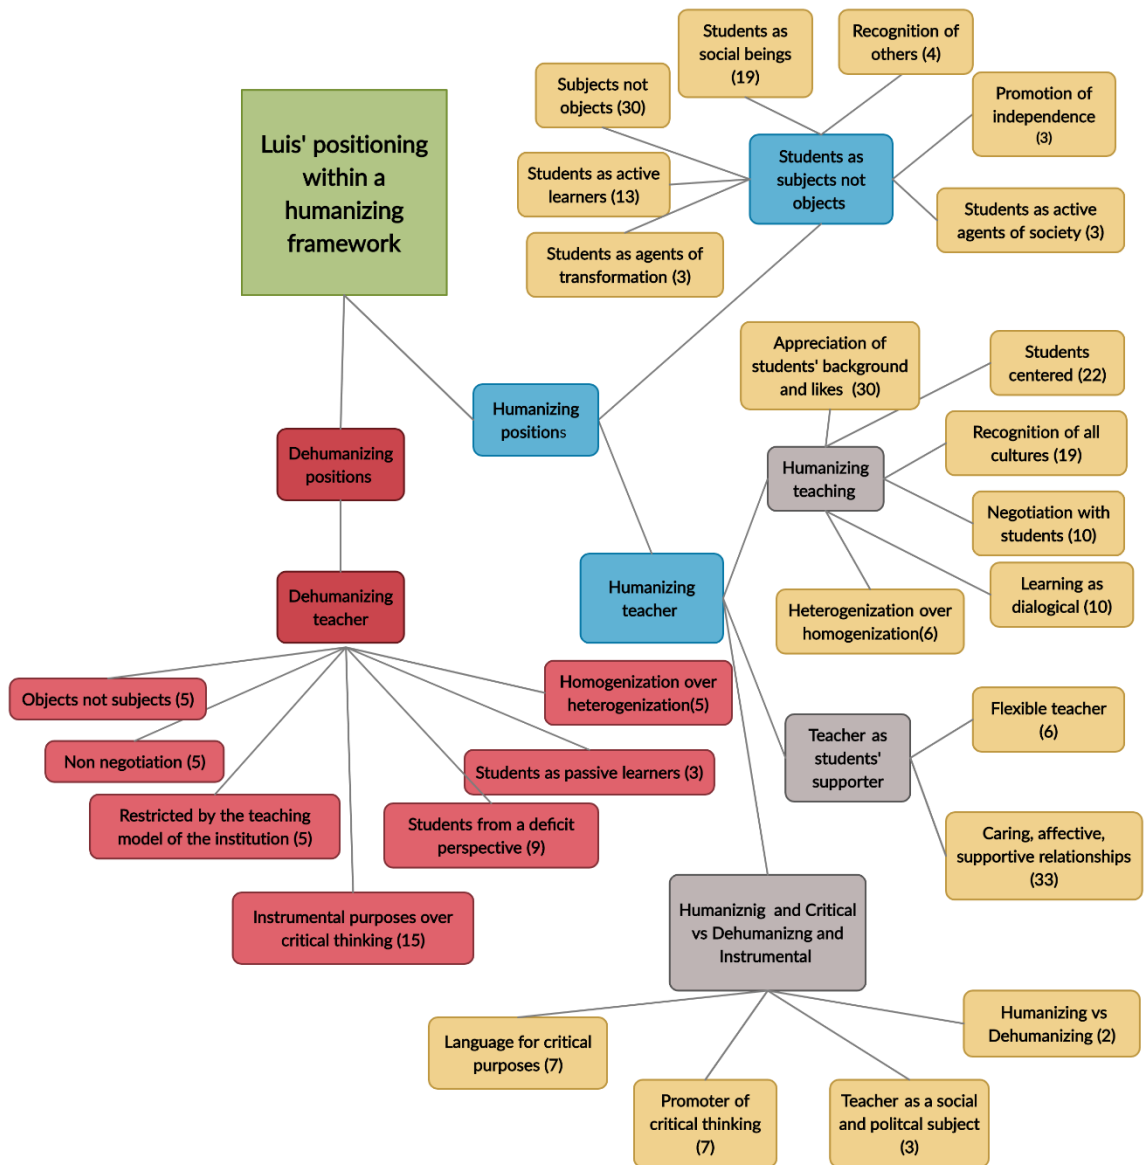 Luis' positioning
within a
humanizing
framework
Students as
social beings
(19)
Recognition of
others (4)
Subjects not
objects (30)
Promotion of
independence
(3)
Students as
subjects not
objects
Students as active
learners (13)
Students as active
agents of society (3)
Students as agents of
transformation (3)
Appreciation of
students' background
and likes (30)
Students
centered (22)
Humanizing
positions
Recognition of all
cultures (19)
Dehumanizing
positions
Humanizing
teaching
Negotiation with
students (10)
Learning as
dialogical (10)
Dehumanizing
teacher
Humanizing
teacher
Heterogenization over
homogenization(6)
Objects not subjects (5)
Homogenization over
heterogenization(5)
Flexible teacher
(6)
Non negotiation (5)
Students as passive learners (3)
Teacher as
students'
supporter
Restricted by the teaching
model of the institution (5)
Students from a deficit
perspective (9)
Caring, affective,
supportive relationships
(33)
Instrumental purposes over
critical thinking (15)
Humaniznig and Critical
vs Dehumanizng and
Instrumental
Language for critical
purposes (7)
Humanizing vs
Dehumanizing (2)
Promoter of
critical thinking
(7)
Teacher as a social
and politcal subject
(3)